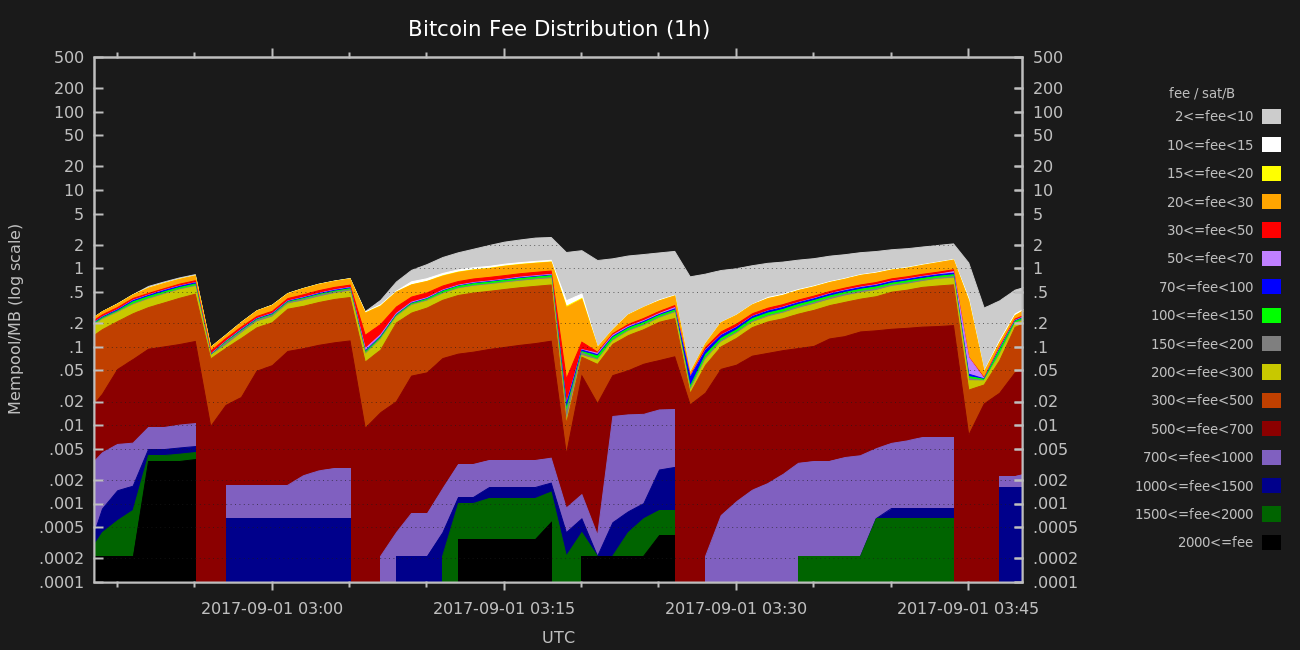 Bitcoin Fee Distribution (1h)
Mempool/MB (log scale)
500
200
100
50
20
10
5
2
1
.5
.2
.1
.05
.02
.01
.005
.002
.001
.0005
.0002
.0001
500
200
100
50
20
10
5
2
1
.5
.2
.1
.05
.02
.01
.005
.002
.001
.0005
.0002
.0001
2017-09-01 03:00 2017-09-01 03:15 2017-09-01 03:30 2017-09-01 03:45
UTC
fee / sat/B
2<=fee<10
10<=fee<15
15<=fee<20
20<=fee<30
30<=fee<50
50<=fee<70
70<=fee<100
100<=fee<150
150<=fee<200
200<=fee<300
300<=fee<500
500<=fee<700
700<=fee<1000
1000<=fee<1500
1500<=fee<2000
2000<=fee